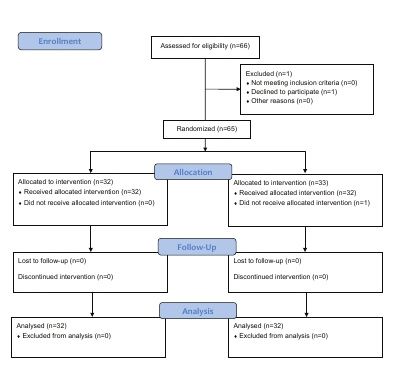 Enrollment
Assessed for eligibility (n=66)
Excluded (n=1)
♦ Not meeting inclusion criteria (n=0)
♦ Declined to participate (n=1)
♦ Other reasons (n=0)
Randomized (n=65)
Allocation
Allocated to intervention (n=32)
♦ Received allocated intervention (n=32)
♦ Did not receive allocated intervention (n=0)
Allocated to intervention (n=33)
♦ Received allocated intervention (n=32)
♦ Did not receive allocated intervention (n=1)
Follow-Up
Lost to follow-up (n=0)
Discontinued intervention (n=0)
Lost to follow-up (n=0)
Discontinued intervention (n=0)
Analysis
Analysed (n=32)
♦ Excluded from analysis (n=0)
Analysed (n=32)
♦ Excluded from analysis (n=0)